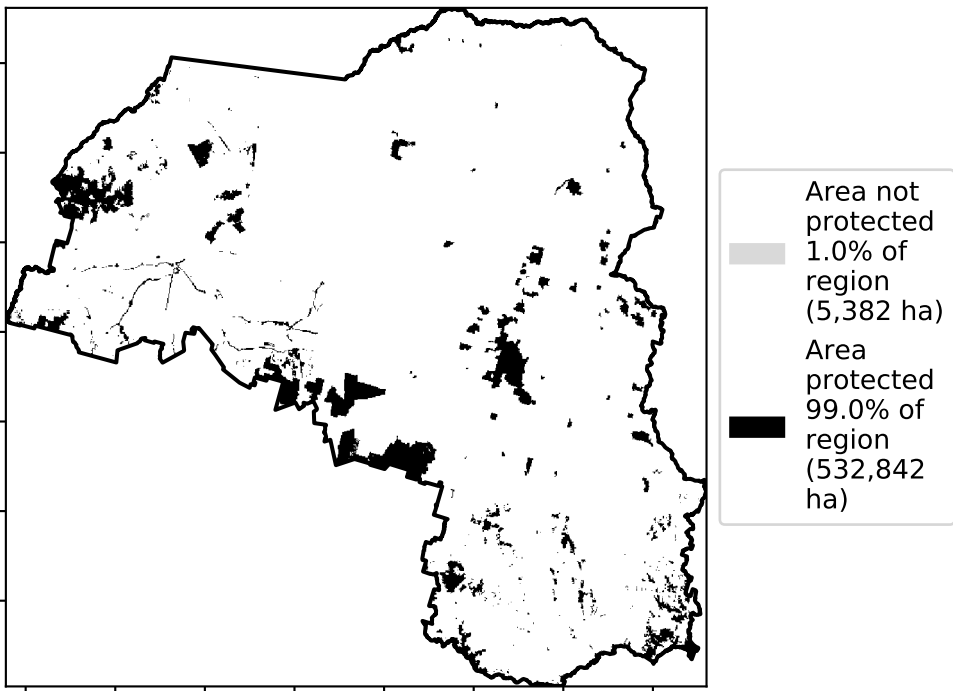 Area not
protected
1.0% of
region
(5,382 ha)
Area
protected
99.0% of
region
(532,842
ha)